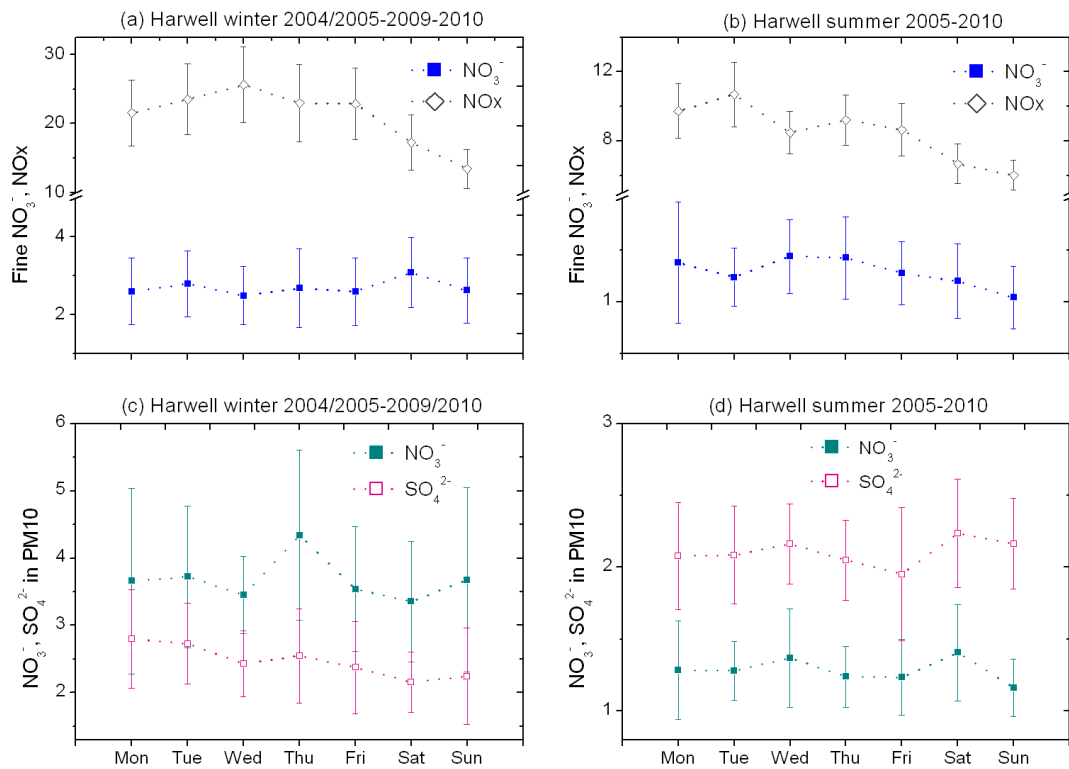 (a) Harwell winter 2004/2005-2009-2010
(b) Harwell summer 2005-2010
Fine NO₃⁻, NOx
30
20
10
4
2
NO₃⁻
NOx
Fine NO₃⁻, NOx
12
8
1
NO₃⁻
NOx
(c) Harwell winter 2004/2005-2009/2010
(d) Harwell summer 2005-2010
NO₃⁻, SO₄²⁻ in PM10
6
5
4
3
2
NO₃⁻
SO₄²⁻
Mon Tue Wed Thu Fri Sat Sun
NO₃⁻, SO₄²⁻ in PM10
3
2
1
NO₃⁻
SO₄²⁻
Mon Tue Wed Thu Fri Sat Sun